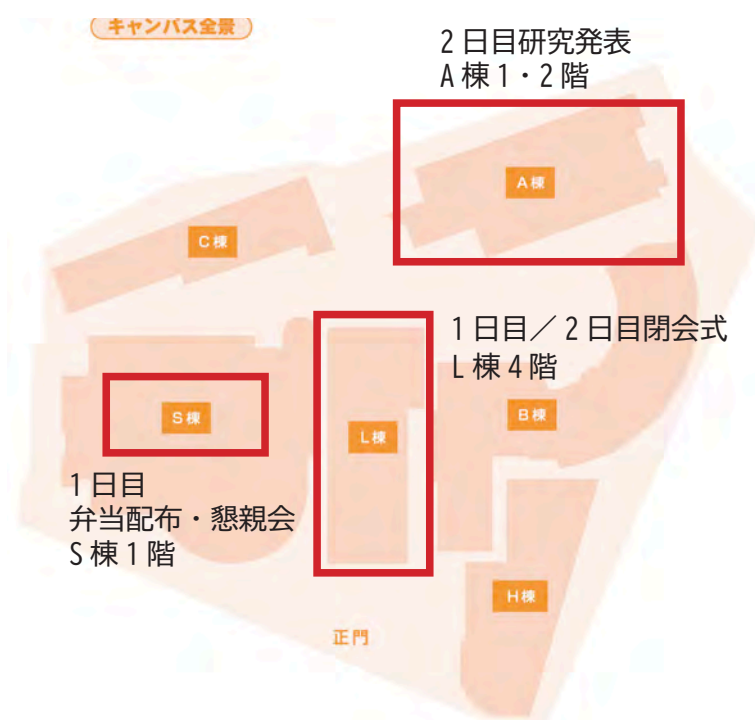 キャンパス全景
2日目研究発表
A棟1・2階
A棟
C棟
1日目／2日目閉会式
L棟4階
S棟
L棟
B棟
1日目
弁当配布・懇親会
S棟1階
H棟
正門